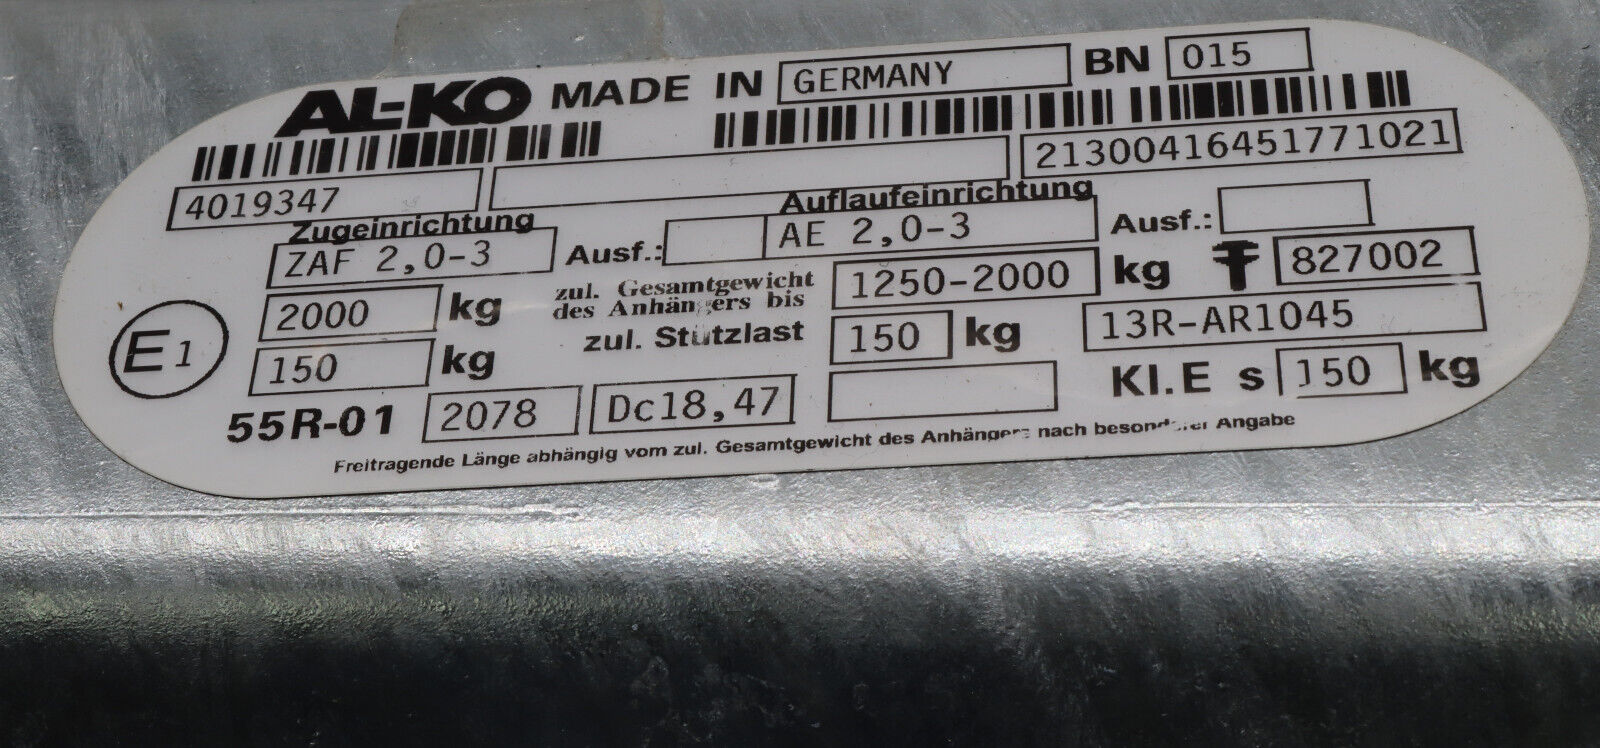 AL-KO MADE IN GERMANY BN 015
4019347 21300416451771021
Zugeinrichtung Auflaufeinrichtung
ZAF 2,0-3 Ausf.: AE 2,0-3 Ausf.:
2000 kg zul. Gesamtgewicht des Anhängers bis 1250-2000 kg 827002
E1 150 kg zul. Stützlast 150 kg 13R-AR1045
55R-01 2078 Dc18,47 Kl.E s 150 kg
Freitragende Länge abhängig vom zul. Gesamtgewicht des Anhängers nach besonderer Angabe